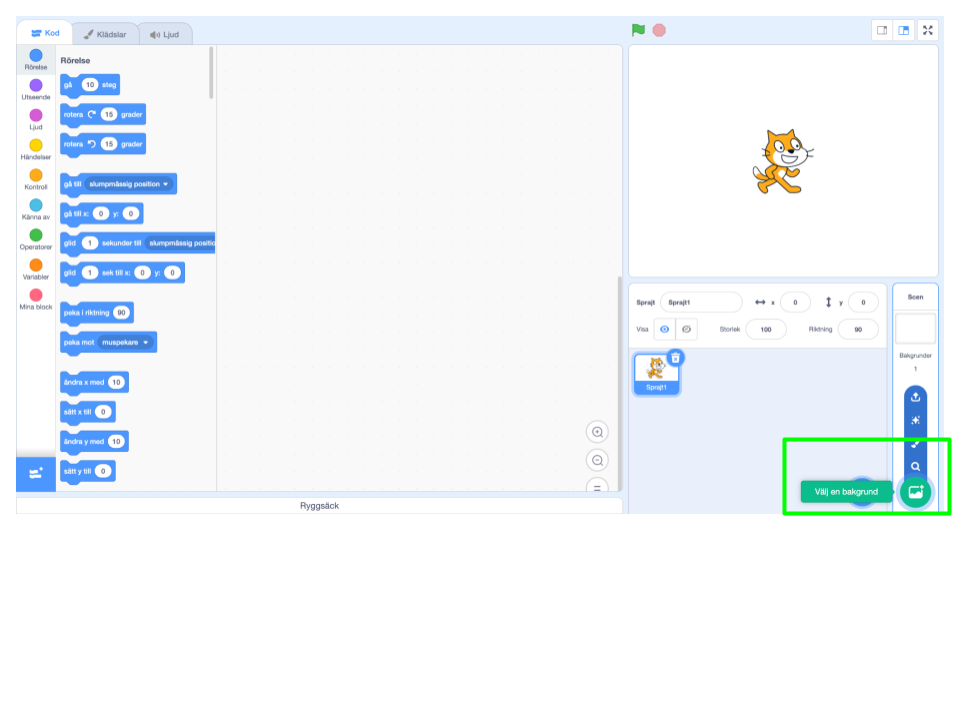 Kod
Klädslar
Ljud
Rörelse
Utseende
Ljud
Händelser
Kontroll
Känna av
Operatorer
Variabler
Mina block
Rörelse
gå 10 steg
rotera 15 grader
rotera 15 grader
gå till slumpmässig position
gå till x: 0 y: 0
glid 1 sekunder till slumpmässig positio
glid 1 sek till x: 0 y: 0
peka i riktning 90
peka mot muspekare
ändra x med 10
sätt x till 0
ändra y med 10
sätt y till 0
Ryggsäck
Sprajt Sprajt1 x 0 y 0
Visa Storlek 100 Riktning 90
Sprajt1
Scen
Bakgrunder
1
Välj en bakgrund